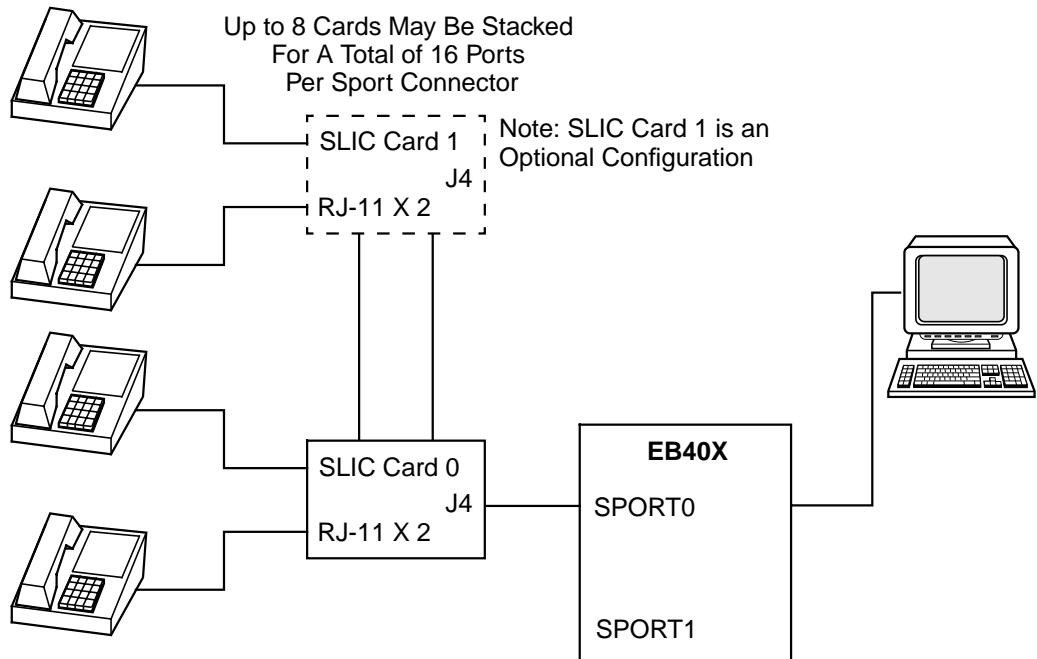 Up to 8 Cards May Be Stacked
For A Total of 16 Ports
Per Sport Connector
SLIC Card 1
J4
RJ-11 X 2
Note: SLIC Card 1 is an
Optional Configuration
SLIC Card 0
J4
RJ-11 X 2
EB40X
SPORT0
SPORT1